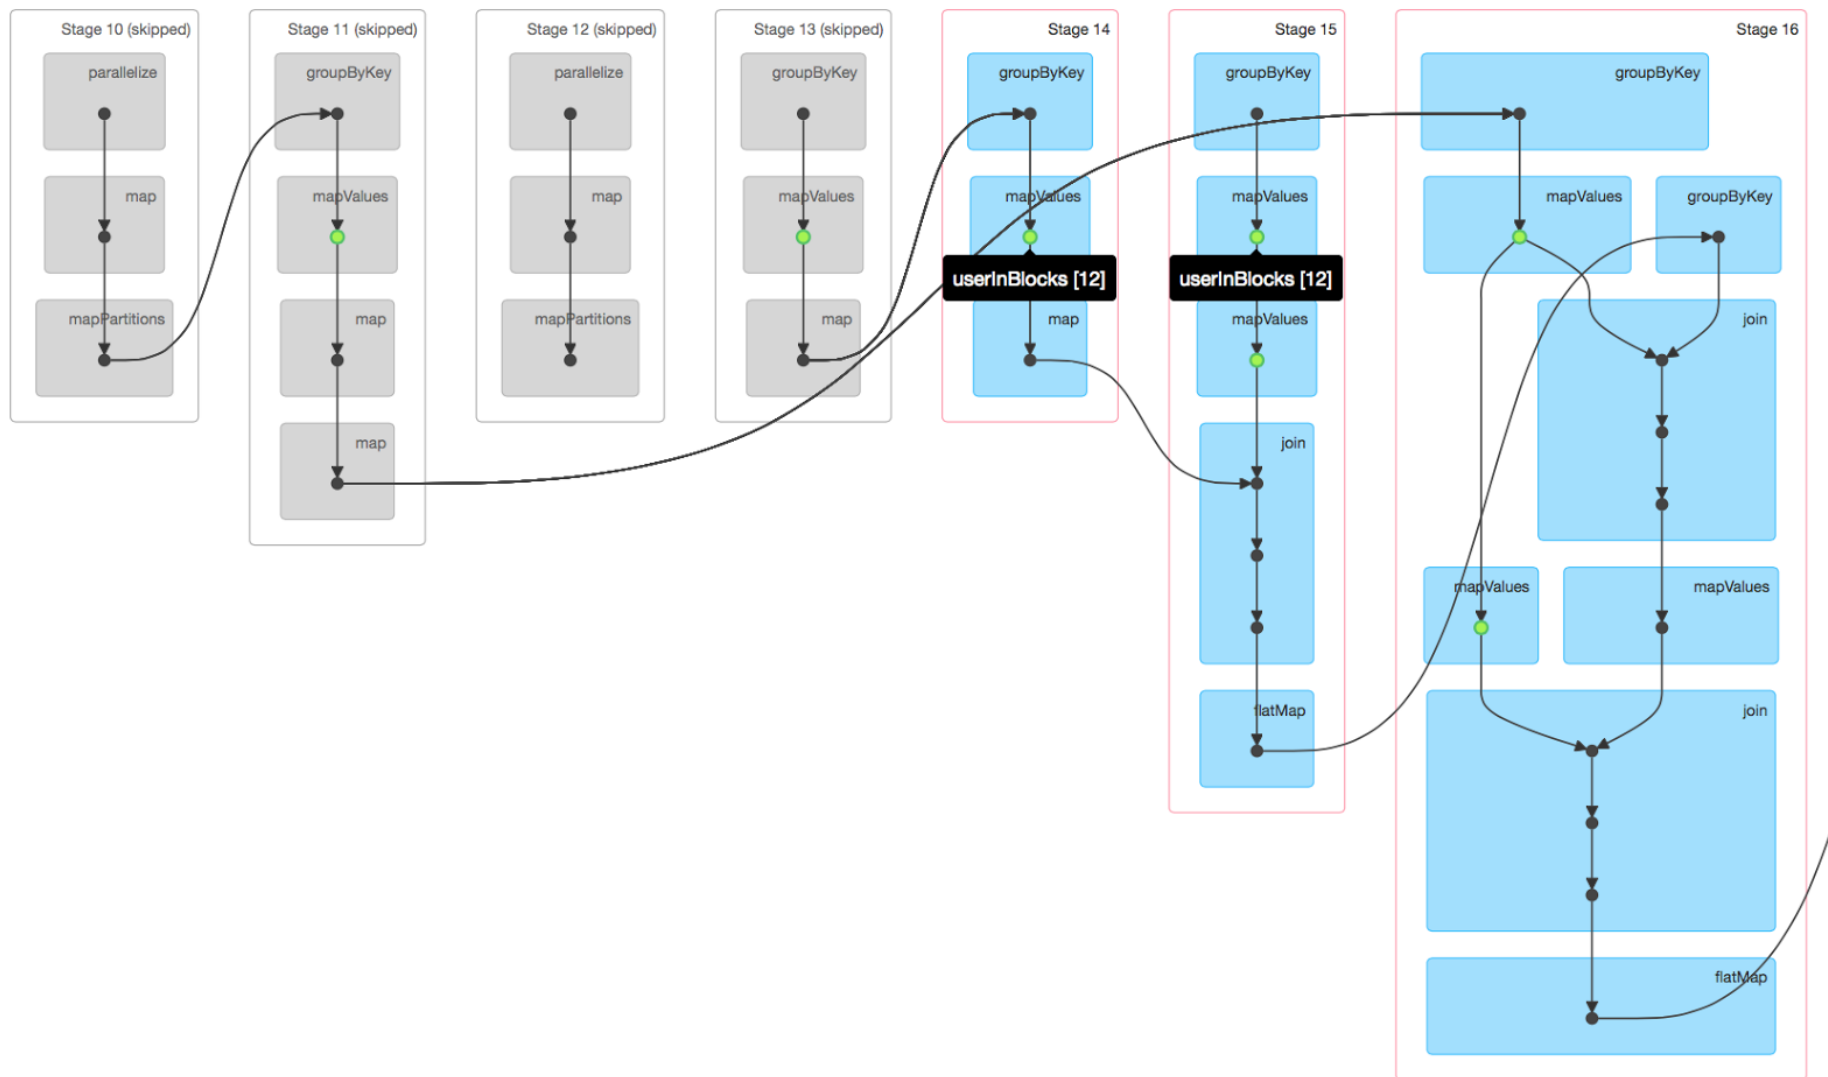 Stage 10 (skipped)
parallelize
map
mapPartitions
Stage 11 (skipped)
groupByKey
mapValues
map
map
Stage 12 (skipped)
parallelize
map
mapPartitions
Stage 13 (skipped)
groupByKey
mapValues
map
Stage 14
groupByKey
mapValues
userInBlocks [12]
map
Stage 15
groupByKey
mapValues
userInBlocks [12]
mapValues
join
flatMap
Stage 16
groupByKey
mapValues
groupByKey
join
mapValues
mapValues
join
flatMap